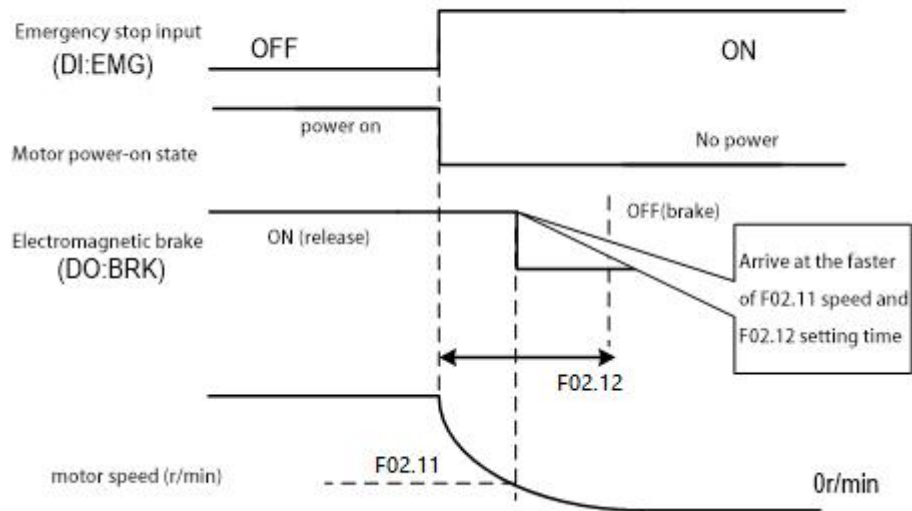 Emergency stop input
(DI:EMG)
OFF
ON
power on
Motor power-on state
No power
Electromagnetic brake
(DO:BRK)
ON (release)
OFF(brake)
Arrive at the faster
of F02.11 speed and
F02.12 setting time
F02.12
F02.11
motor speed (r/min)
0r/min